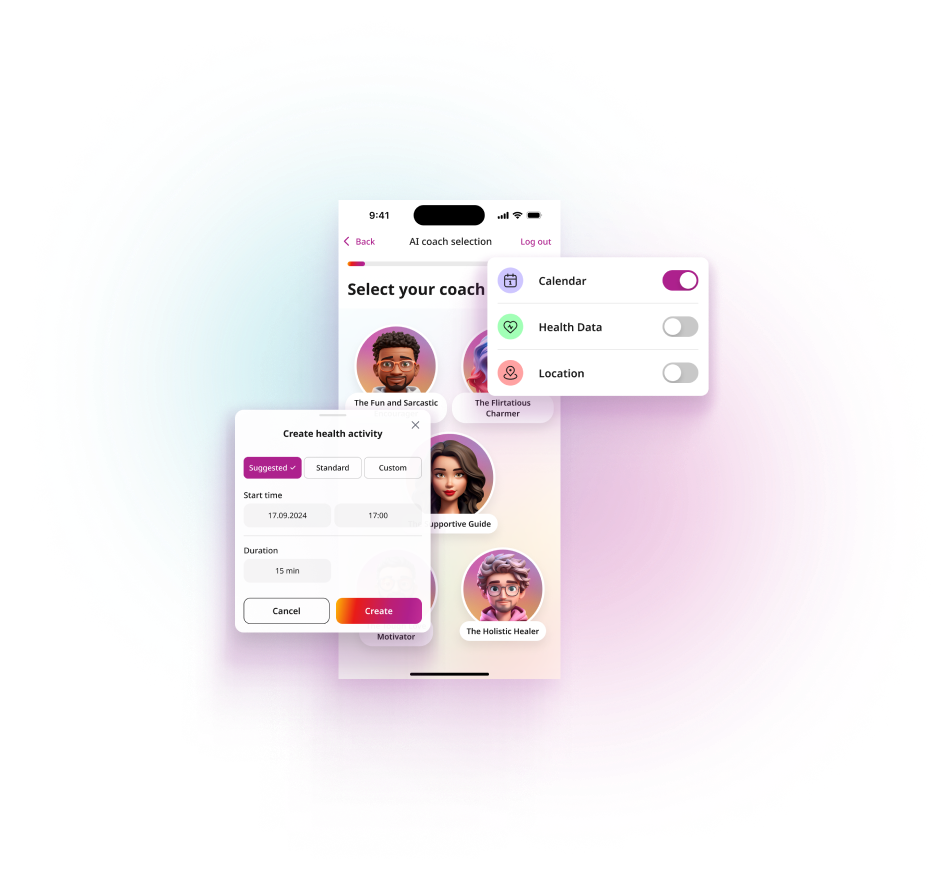 9:41
Back
AI coach selection
Log out
Select your coach
Calendar
Health Data
Location
The Fun and Sarcastic
The Flirtatious
Charmer
Create health activity
Suggested
Standard
Custom
Start time
17.09.2024
17:00
upportive Guide
Duration
15 min
Cancel
Create
Motivator
The Holistic Healer